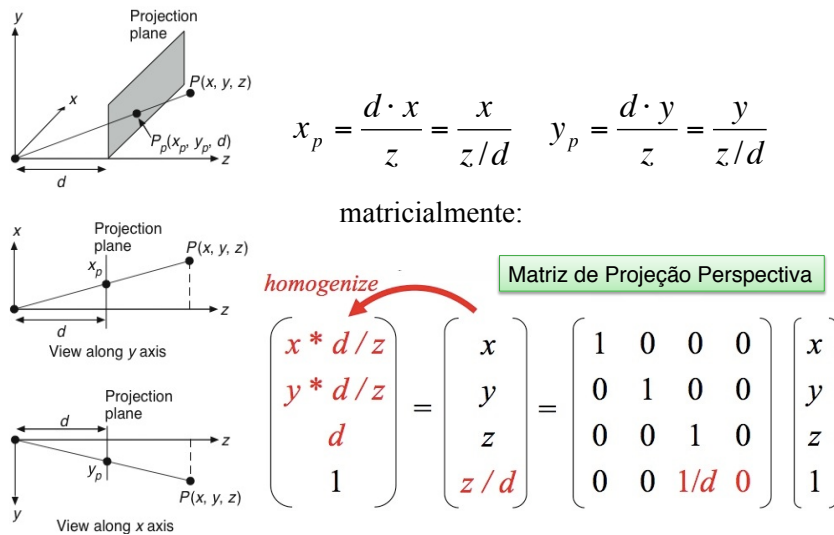 y
Projection
plane
P(x, y, z)
x
P_p(x_p, y_p, d)
z
d
x_p = d · x / z = x / z/d    y_p = d · y / z = y / z/d
matricialmente:
x
Projection
plane
P(x, y, z)
x_p
z
d
View along y axis
Projection
plane
d
z
y_p
P(x, y, z)
y
View along x axis
homogenize
Matriz de Projeção Perspectiva
x * d / z   x   1 0 0 0   x
y * d / z   y   0 1 0 0   y
d = z = 0 0 1 0   z
1   z / d   0 0 1/d 0   1